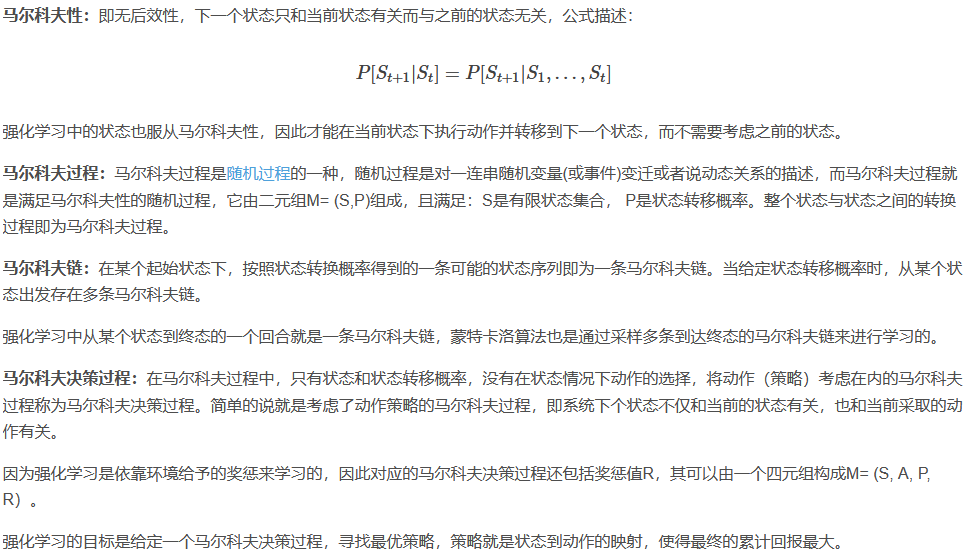 马尔科夫性：即无后效性，下一个状态只和当前状态有关而与之前的状态无关，公式描述：
P[S_{t+1}|S_t] = P[S_{t+1}|S_1, . . . , S_t]
强化学习中的状态也服从马尔科夫性，因此才能在当前状态下执行动作并转移到下一个状态，而不需要考虑之前的状态。
马尔科夫过程：马尔科夫过程是随机过程的一种，随机过程是对一连串随机变量(或事件)变迁或者说动态关系的描述，而马尔科夫过程就
是满足马尔科夫性的随机过程，它由二元组M= (S,P)组成，且满足：S是有限状态集合， P是状态转移概率。整个状态与状态之间的转换
过程即为马尔科夫过程。
马尔科夫链：在某个起始状态下，按照状态转换概率得到的一条可能的状态序列即为一条马尔科夫链。当给定状态转移概率时，从某个状
态出发存在多条马尔科夫链。
强化学习中从某个状态到终态的一个回合就是一条马尔科夫链，蒙特卡洛算法也是通过采样多条到达终态的马尔科夫链来进行学习的。
马尔科夫决策过程：在马尔科夫过程中，只有状态和状态转移概率，没有在状态情况下动作的选择，将动作（策略）考虑在内的马尔科夫
过程称为马尔科夫决策过程。简单的说就是考虑了动作策略的马尔科夫过程，即系统下个状态不仅和当前的状态有关，也和当前采取的动
作有关。
因为强化学习是依靠环境给予的奖惩来学习的，因此对应的马尔科夫决策过程还包括奖惩值R，其可以由一个四元组构成M= (S, A, P,
R）。
强化学习的目标是给定一个马尔科夫决策过程，寻找最优策略，策略就是状态到动作的映射，使得最终的累计回报最大。